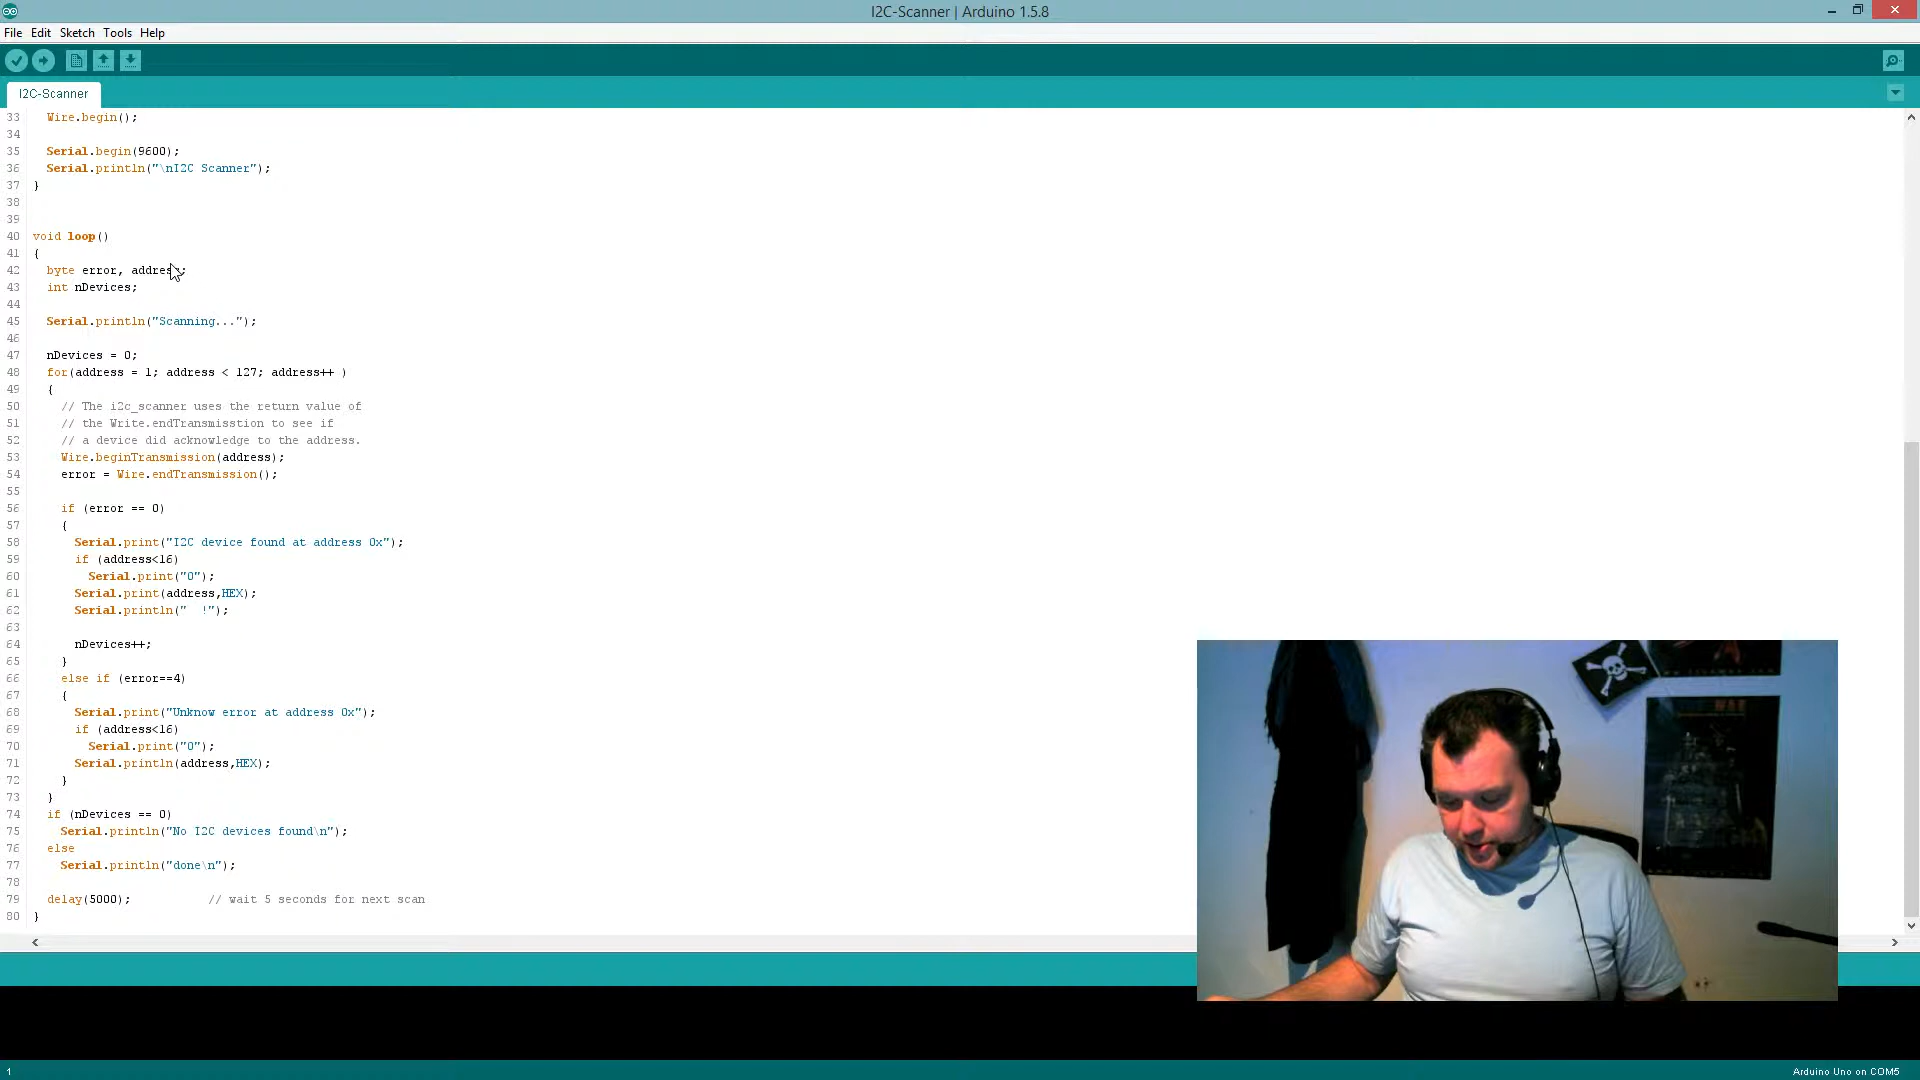 I2C-Scanner | Arduino 1.5.8
File Edit Sketch Tools Help
I2C-Scanner
33 Wire.begin();
34
35 Serial.begin(9600);
36 Serial.println("\nI2C Scanner");
37 }
38
39
40 void loop()
41 {
42 byte error, address;
43 int nDevices;
44
45 Serial.println("Scanning...");
46
47 nDevices = 0;
48 for(address = 1; address < 127; address++ )
49 {
50 // The i2c_scanner uses the return value of
51 // the Write.endTransmisstion to see if
52 // a device did acknowledge to the address.
53 Wire.beginTransmission(address);
54 error = Wire.endTransmission();
55
56 if (error == 0)
57 {
58 Serial.print("I2C device found at address 0x");
59 if (address<16)
60 Serial.print("0");
61 Serial.print(address,HEX);
62 Serial.println("  !");
63
64 nDevices++;
65 }
66 else if (error==4)
67 {
68 Serial.print("Unknow error at address 0x");
69 if (address<16)
70 Serial.print("0");
71 Serial.println(address,HEX);
72 }
73 }
74 if (nDevices == 0)
75 Serial.println("No I2C devices found\n");
76 else
77 Serial.println("done\n");
78
79 delay(5000); // wait 5 seconds for next scan
80 }
1
Arduino Uno on COM5